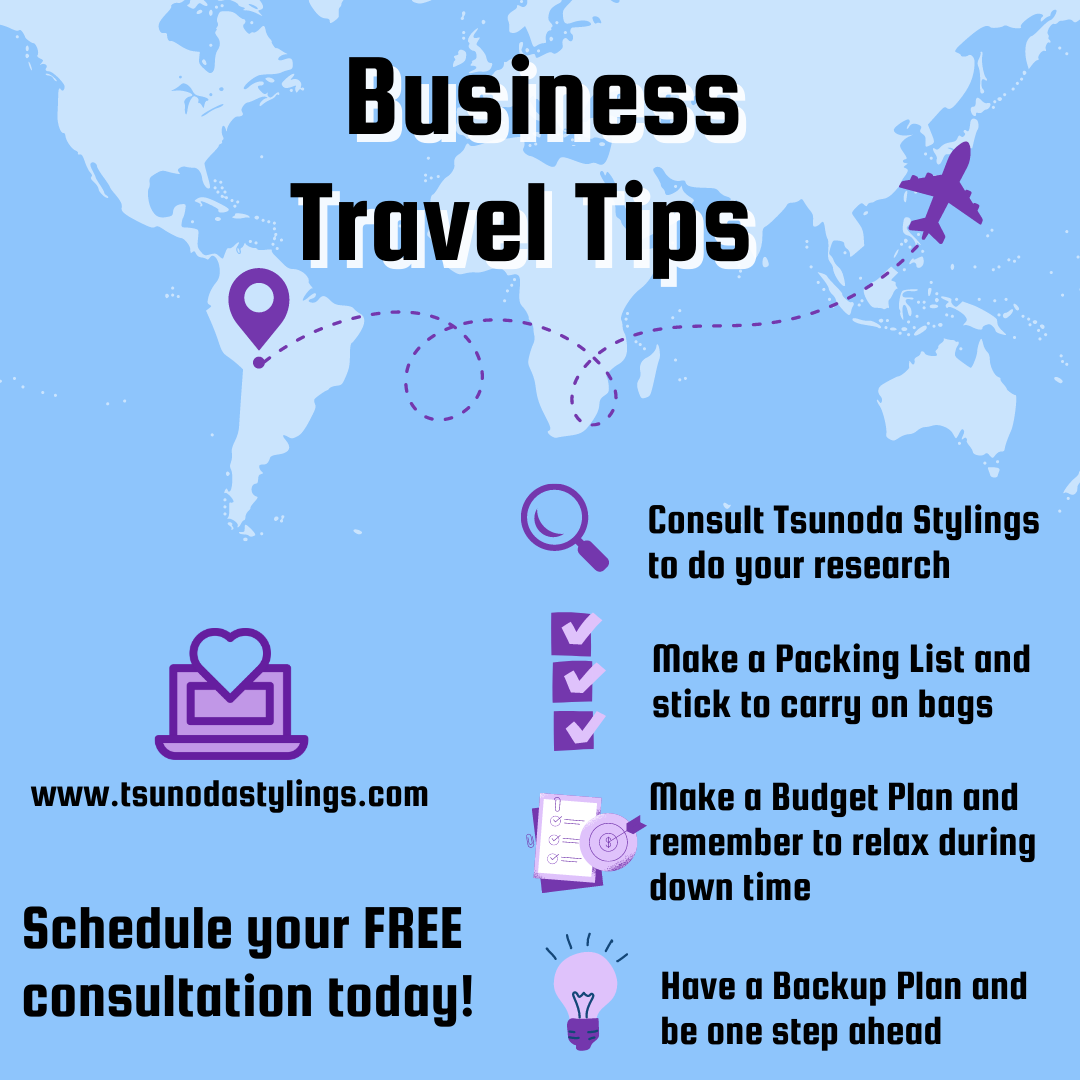 Business
Travel Tips
Consult Tsunoda Stylings
to do your research
Make a Packing List and
stick to carry on bags
www.tsunodastylings.com
Make a Budget Plan and
remember to relax during
down time
$
Schedule your FREE
consultation today!
Have a Backup Plan and
be one step ahead